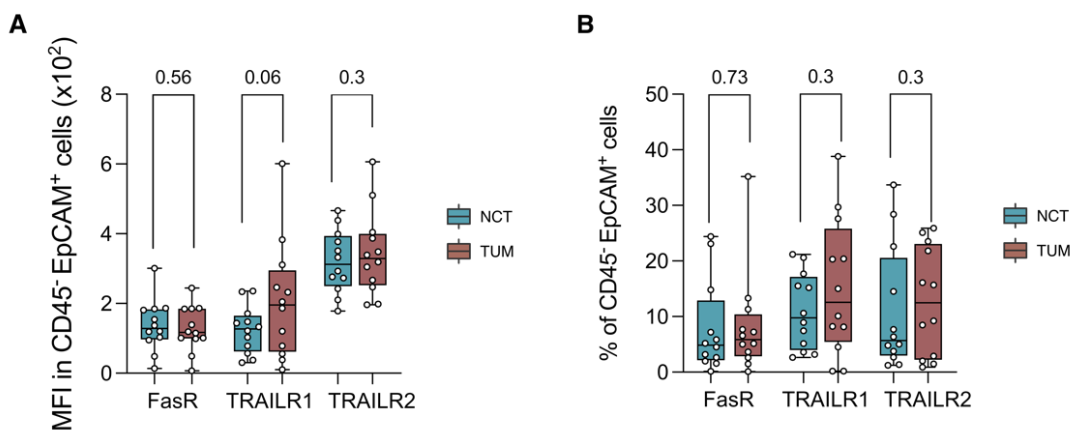 A
MFI in CD45⁻ EpCAM⁺ cells (x10²)
0.56 0.06 0.3
8
6
4
2
0
FasR TRAILR1 TRAILR2
NCT
TUM
B
% of CD45⁻ EpCAM⁺ cells
0.73 0.3 0.3
50
40
30
20
10
0
FasR TRAILR1 TRAILR2
NCT
TUM